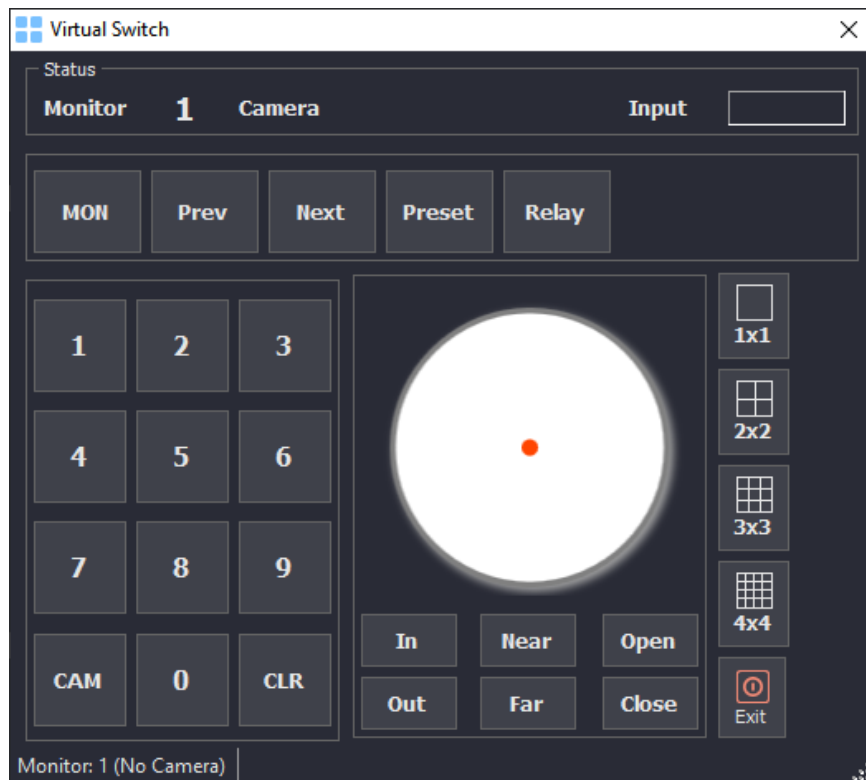 Virtual Switch
Status
Monitor 1 Camera Input
MON Prev Next Preset Relay
1 2 3
4 5 6
7 8 9
CAM 0 CLR
In Near Open
Out Far Close
1x1
2x2
3x3
4x4
Exit
Monitor: 1 (No Camera)